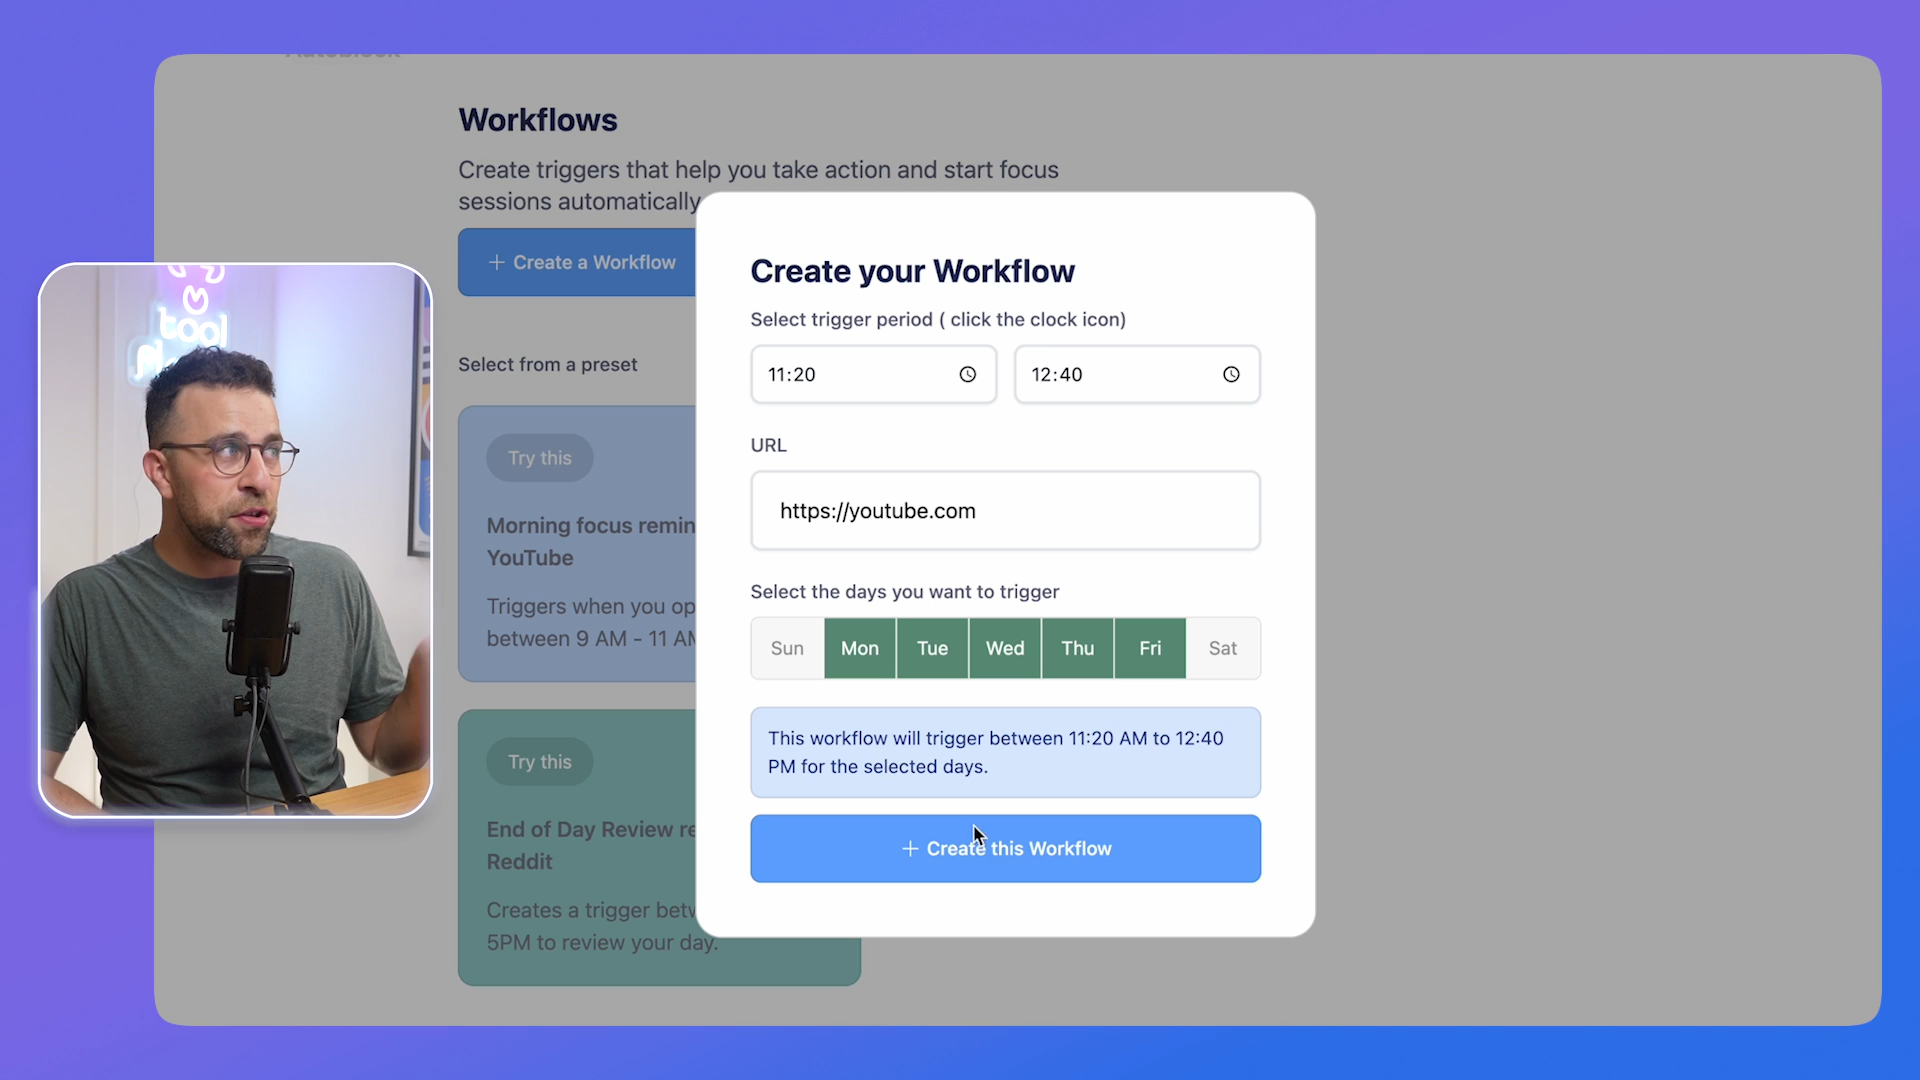 Autoblock
Workflows
Create triggers that help you take action and start focus
sessions automatically
+ Create a Workflow
Select from a preset
Try this
Morning focus remin
YouTube
Triggers when you op
between 9 AM - 11 AM
Try this
End of Day Review re
Reddit
Creates a trigger betw
5PM to review your day.
Create your Workflow
Select trigger period ( click the clock icon)
11:20
12:40
URL
https://youtube.com
Select the days you want to trigger
Sun Mon Tue Wed Thu Fri Sat
This workflow will trigger between 11:20 AM to 12:40
PM for the selected days.
+ Create this Workflow
tool